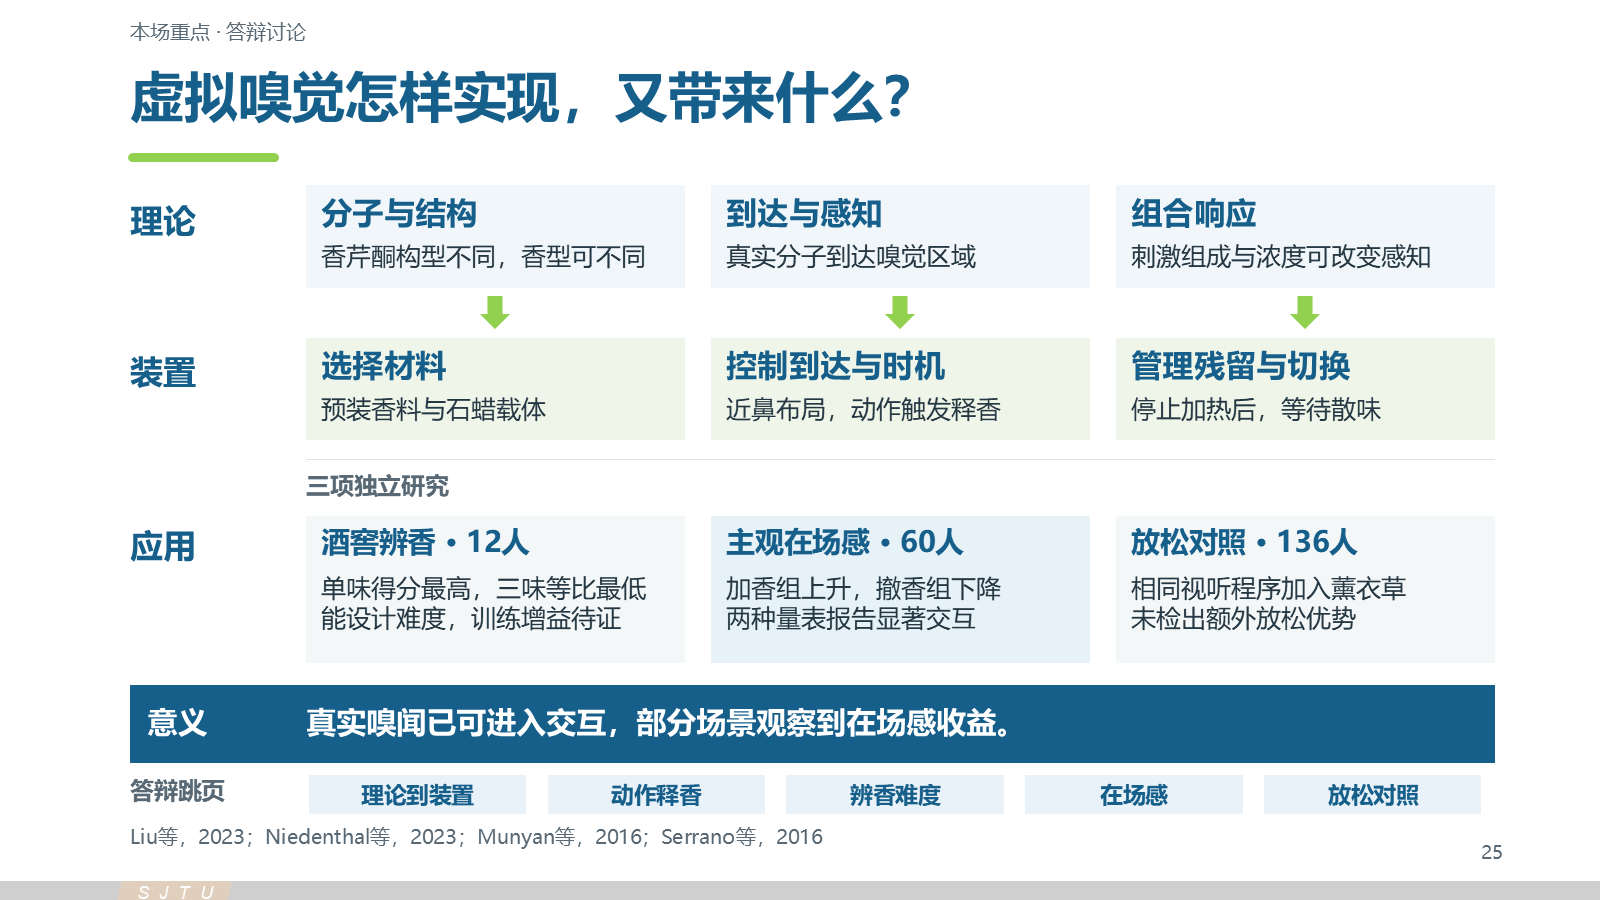 本场重点 · 答辩讨论
虚拟嗅觉怎样实现，又带来什么？
理论
分子与结构
香芹酮构型不同，香型可不同
到达与感知
真实分子到达嗅觉区域
组合响应
刺激组成与浓度可改变感知
装置
选择材料
预装香料与石蜡载体
控制到达与时机
近鼻布局，动作触发释香
管理残留与切换
停止加热后，等待散味
三项独立研究
应用
酒窖辨香 · 12人
单味得分最高，三味等比最低
能设计难度，训练增益待证
主观在场感 · 60人
加香组上升，撤香组下降
两种量表报告显著交互
放松对照 · 136人
相同视听程序加入薰衣草
未检出额外放松优势
意义
真实嗅闻已可进入交互，部分场景观察到在场感收益。
答辩跳页
理论到装置
动作释香
辨香难度
在场感
放松对照
Liu等，2023；Niedenthal等，2023；Munyan等，2016；Serrano等，2016
25
SJTU